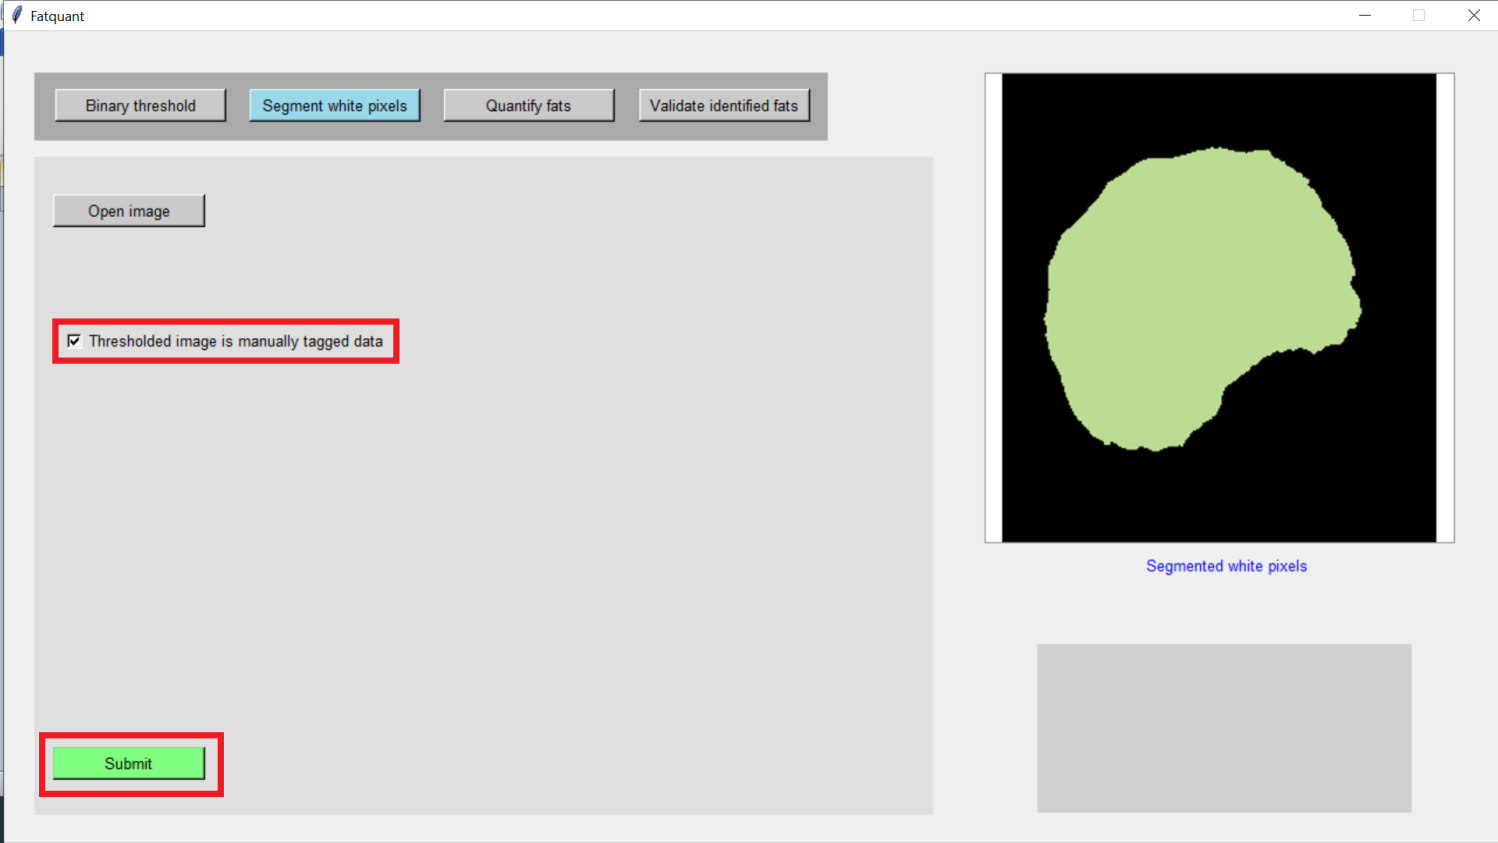 Fatquant
Binary threshold
Segment white pixels
Quantify fats
Validate identified fats
Open image
Thresholded image is manually tagged data
Segmented white pixels
Submit